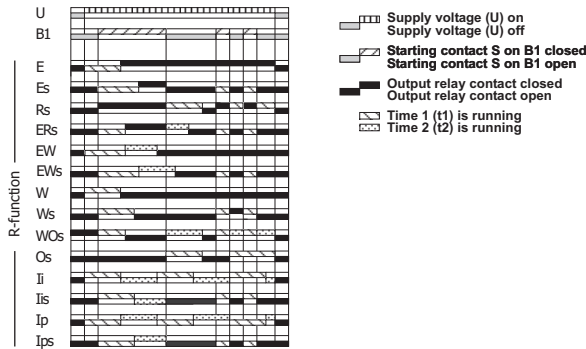 U
B1
E
Es
Rs
ERs
EW
EWs
W
Ws
WOs
Os
Ii
Iis
Ip
Ips
R-function
Supply voltage (U) on
Supply voltage (U) off
Starting contact S on B1 closed
Starting contact S on B1 open
Output relay contact closed
Output relay contact open
Time 1 (t1) is running
Time 2 (t2) is running